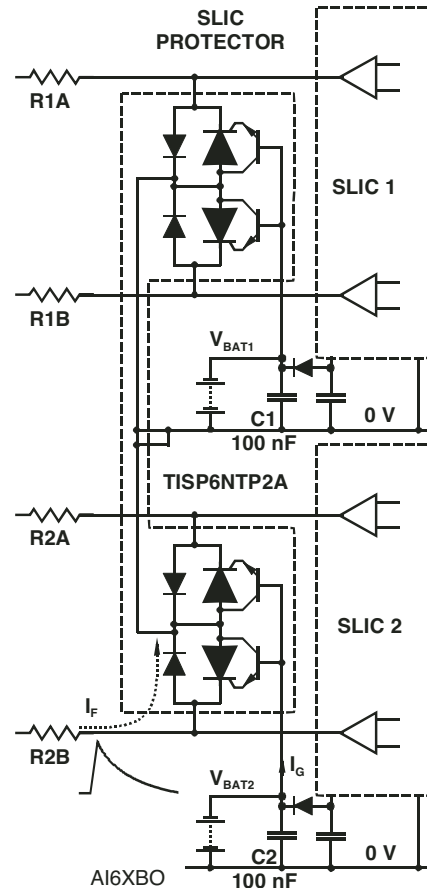 SLIC
PROTECTOR
R1A
SLIC 1
R1B
VBAT1
C1
0 V
100 nF
TISP6NTP2A
R2A
SLIC 2
IF
R2B
IG
VBAT2
C2
0 V
100 nF
AI6XBO